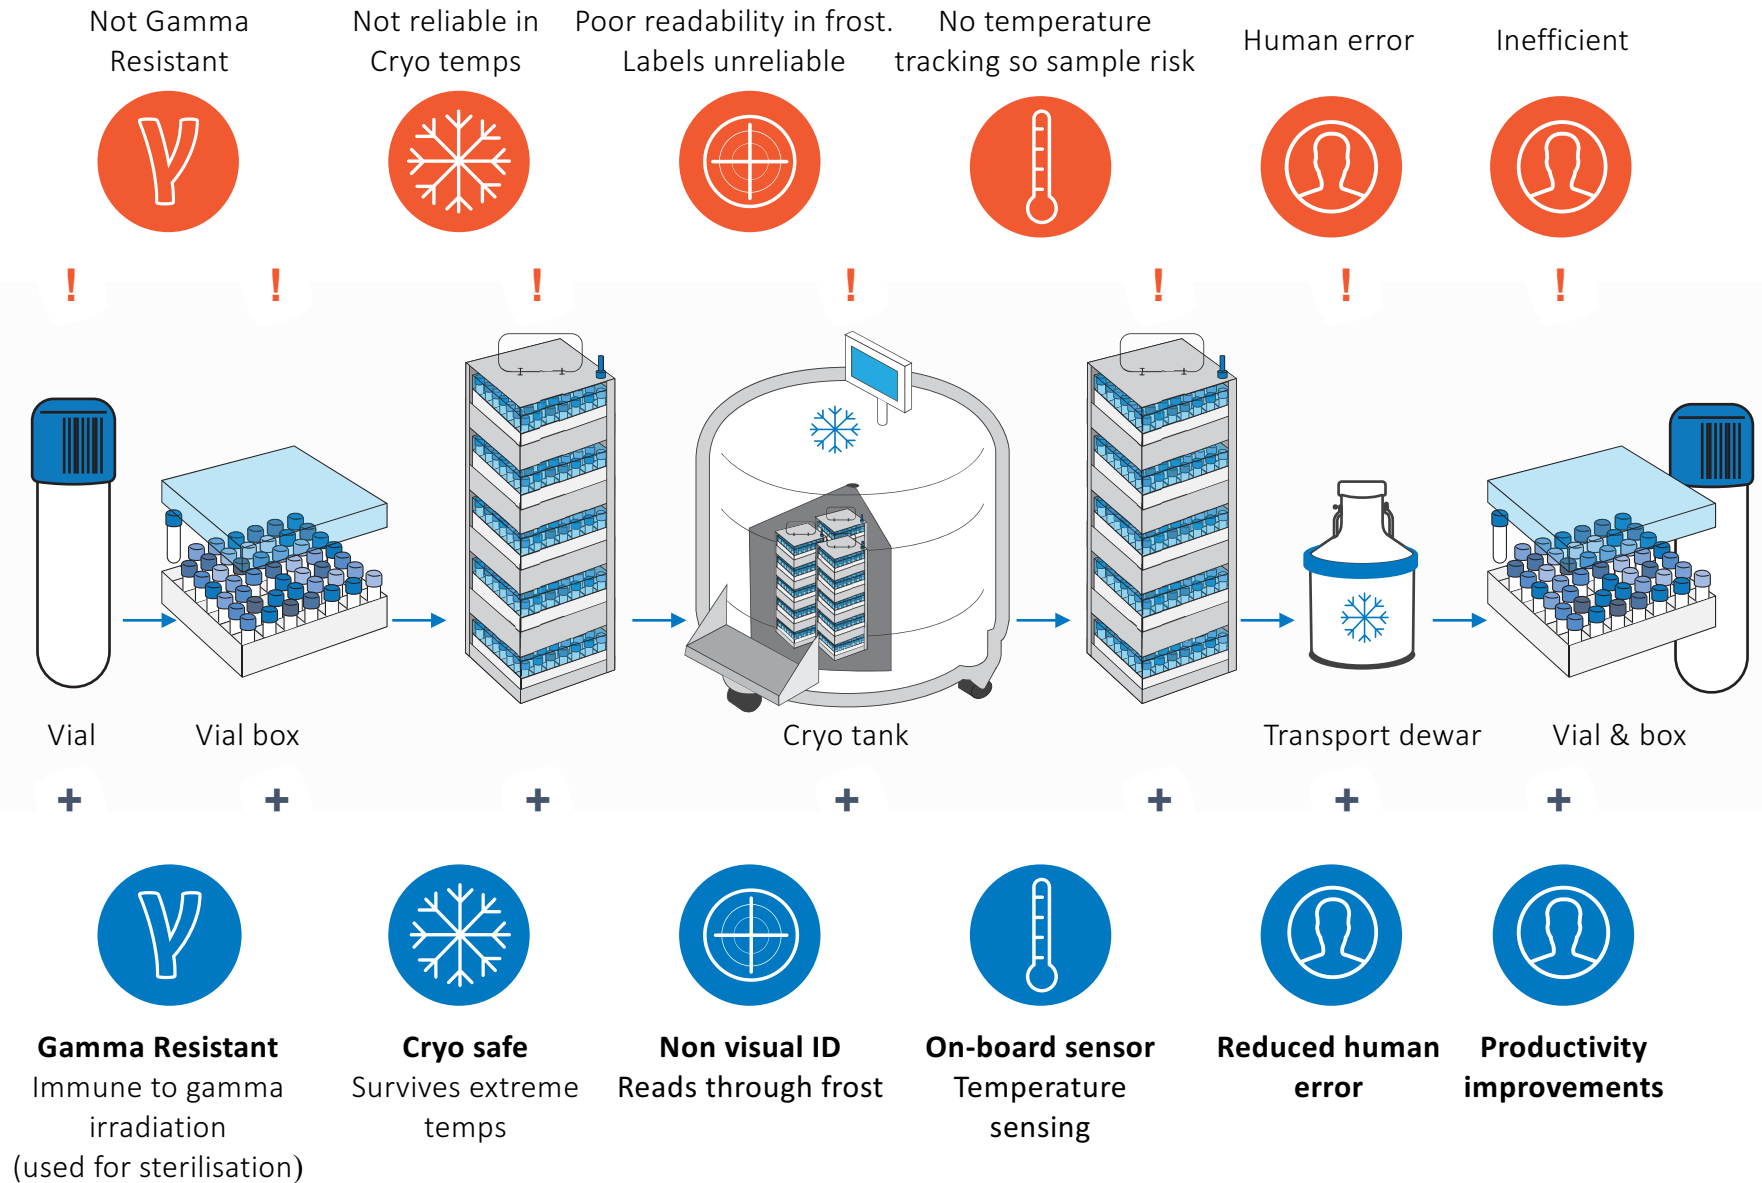 Not Gamma
Resistant
Not reliable in
Cryo temps
Poor readability in frost.
Labels unreliable
No temperature
tracking so sample risk
Human error
Inefficient
! ! ! ! ! ! !
Vial
Vial box
Cryo tank
Transport dewar
Vial & box
+ + + + + + +
Gamma Resistant
Immune to gamma
irradiation
(used for sterilisation)
Cryo safe
Survives extreme
temps
Non visual ID
Reads through frost
On-board sensor
Temperature
sensing
Reduced human
error
Productivity
improvements